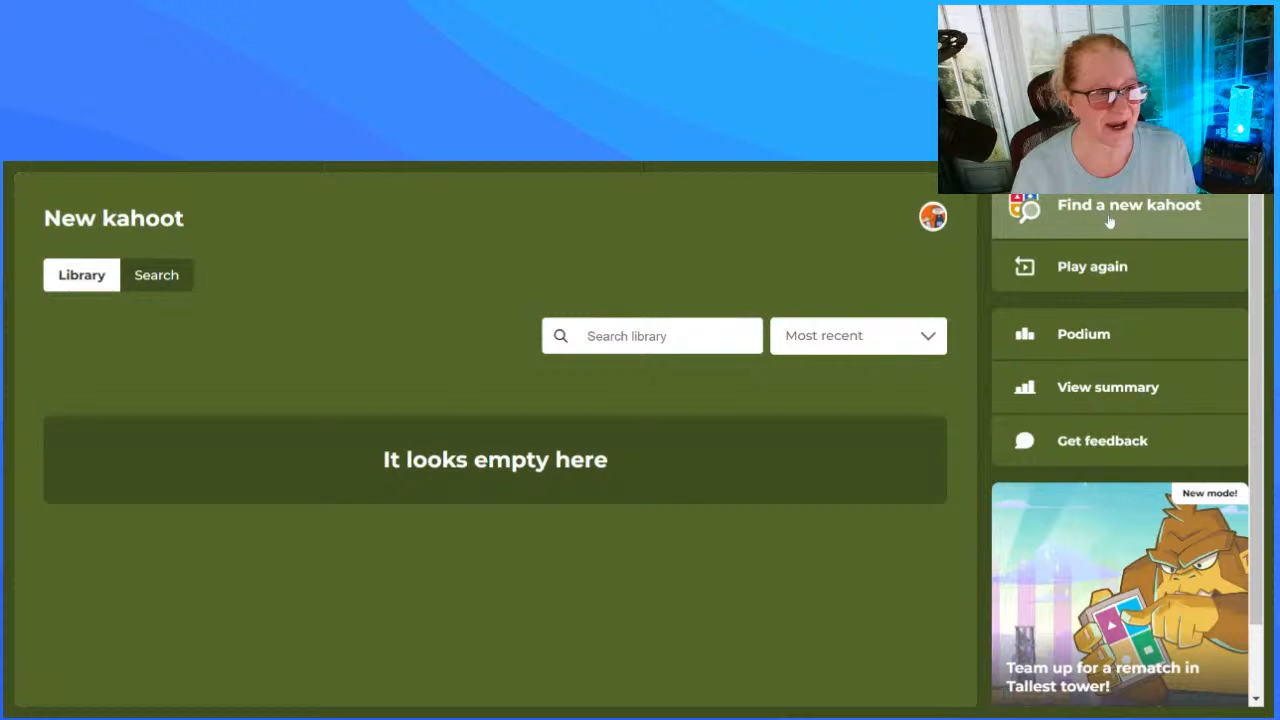 New kahoot
Library
Search
Search library
Most recent
It looks empty here
Find a new kahoot
Play again
Podium
View summary
Get feedback
New mode!
Team up for a rematch in
Tallest tower!